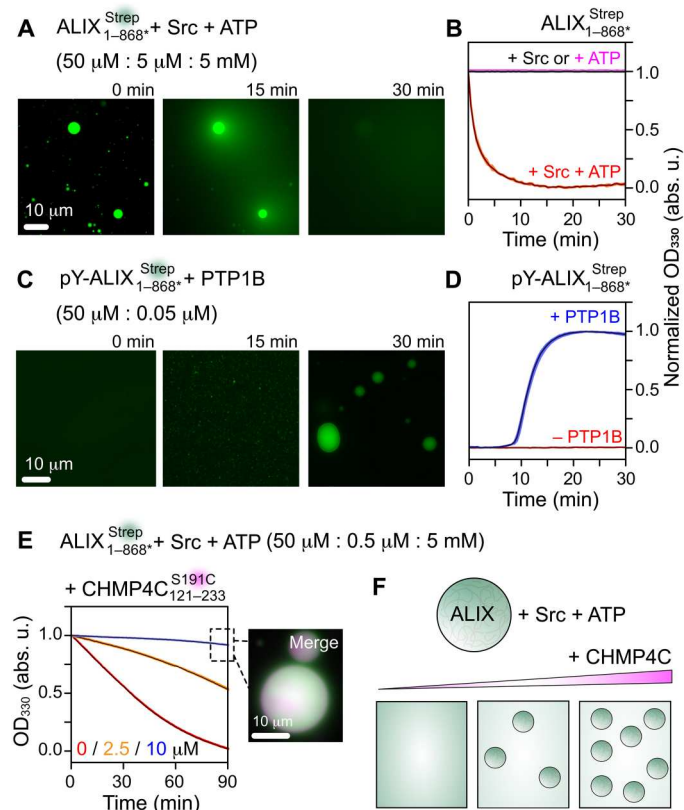 A ALIX Strep 1–868* + Src + ATP
(50 µM : 5 µM : 5 mM)
0 min 15 min 30 min
10 µm
B ALIX Strep 1–868*
+ Src or + ATP
+ Src + ATP
1.0
0.5
0.0
0 10 20 30
Time (min)
C pY-ALIX Strep 1–868* + PTP1B
(50 µM : 0.05 µM)
0 min 15 min 30 min
10 µm
D pY-ALIX Strep 1–868*
+ PTP1B
– PTP1B
1.0
0.5
0.0
0 10 20 30
Time (min)
Normalized OD330 (abs. u.)
E ALIX Strep 1–868* + Src + ATP (50 µM : 0.5 µM : 5 mM)
+ CHMP4C S191C 121–233
OD330 (abs. u.)
1.0
0.5
0.0
0 / 2.5 / 10 µM
0 30 60 90
Time (min)
Merge
10 µm
F ALIX + Src + ATP
+ CHMP4C